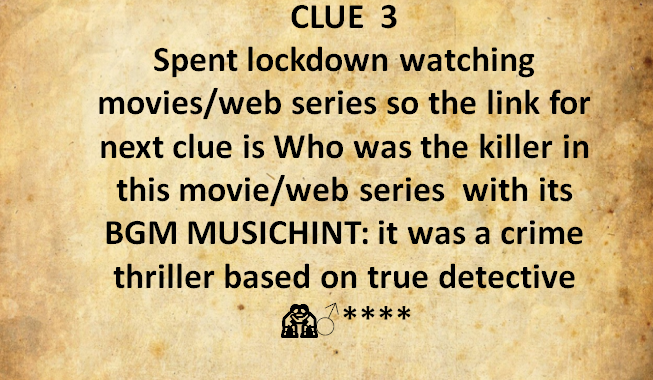 CLUE 3
Spent lockdown watching
movies/web series so the link for
next clue is Who was the killer in
this movie/web series with its
BGM MUSICHINT: it was a crime
thriller based on true detective
****